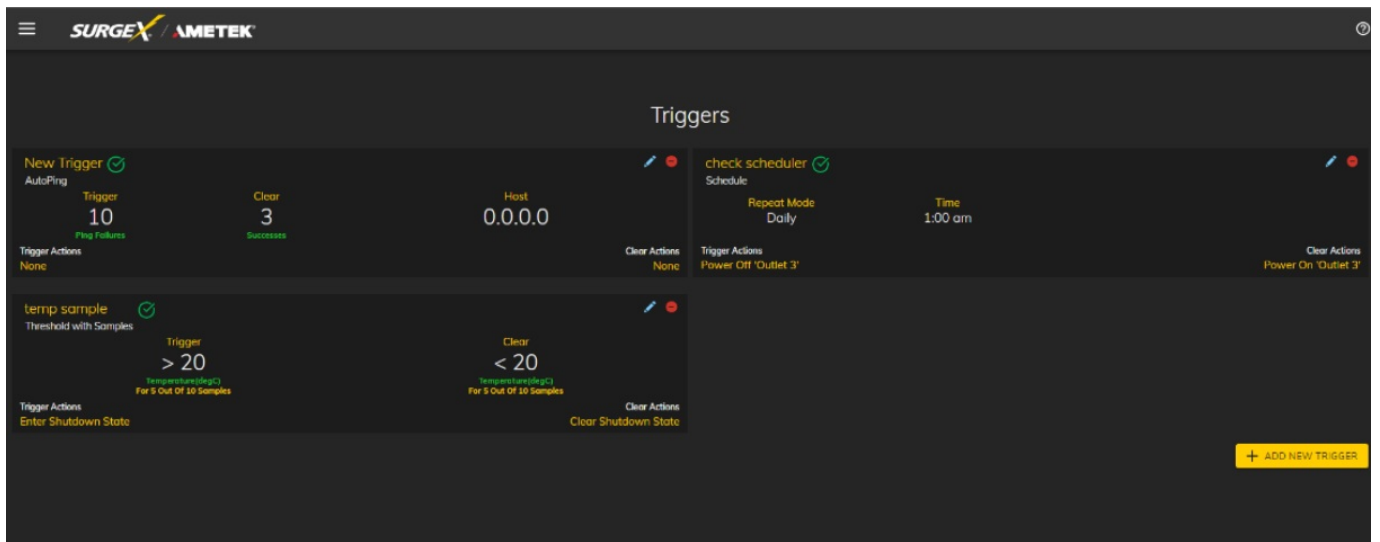 SURGEX / AMETEK
Triggers
New Trigger
AutoPing
Trigger Clear Host
10 3 0.0.0.0
Ping Failures Successes
Trigger Actions Clear Actions
None None
check scheduler
Schedule
Repeat Mode Time
Daily 1:00 am
Trigger Actions Clear Actions
Power Off 'Outlet 3' Power On 'Outlet 3'
temp sample
Threshold with Samples
Trigger Clear
> 20 < 20
Temperature(degC) Temperature(degC)
For 5 Out Of 10 Samples For 5 Out Of 10 Samples
Trigger Actions Clear Actions
Enter Shutdown State Clear Shutdown State
+ ADD NEW TRIGGER